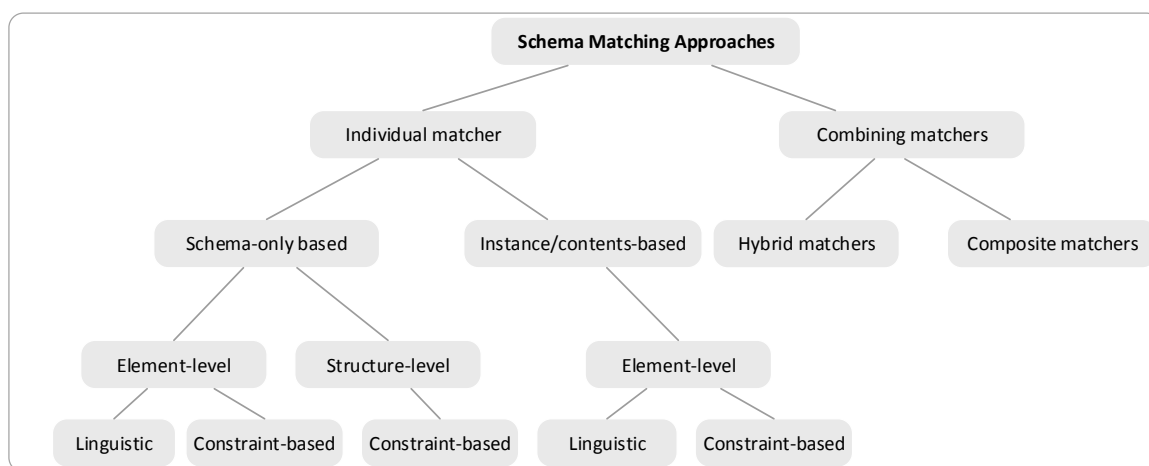 Schema Matching Approaches
Individual matcher
Combining matchers
Schema-only based
Instance/contents-based
Hybrid matchers
Composite matchers
Element-level
Structure-level
Element-level
Linguistic
Constraint-based
Constraint-based
Linguistic
Constraint-based